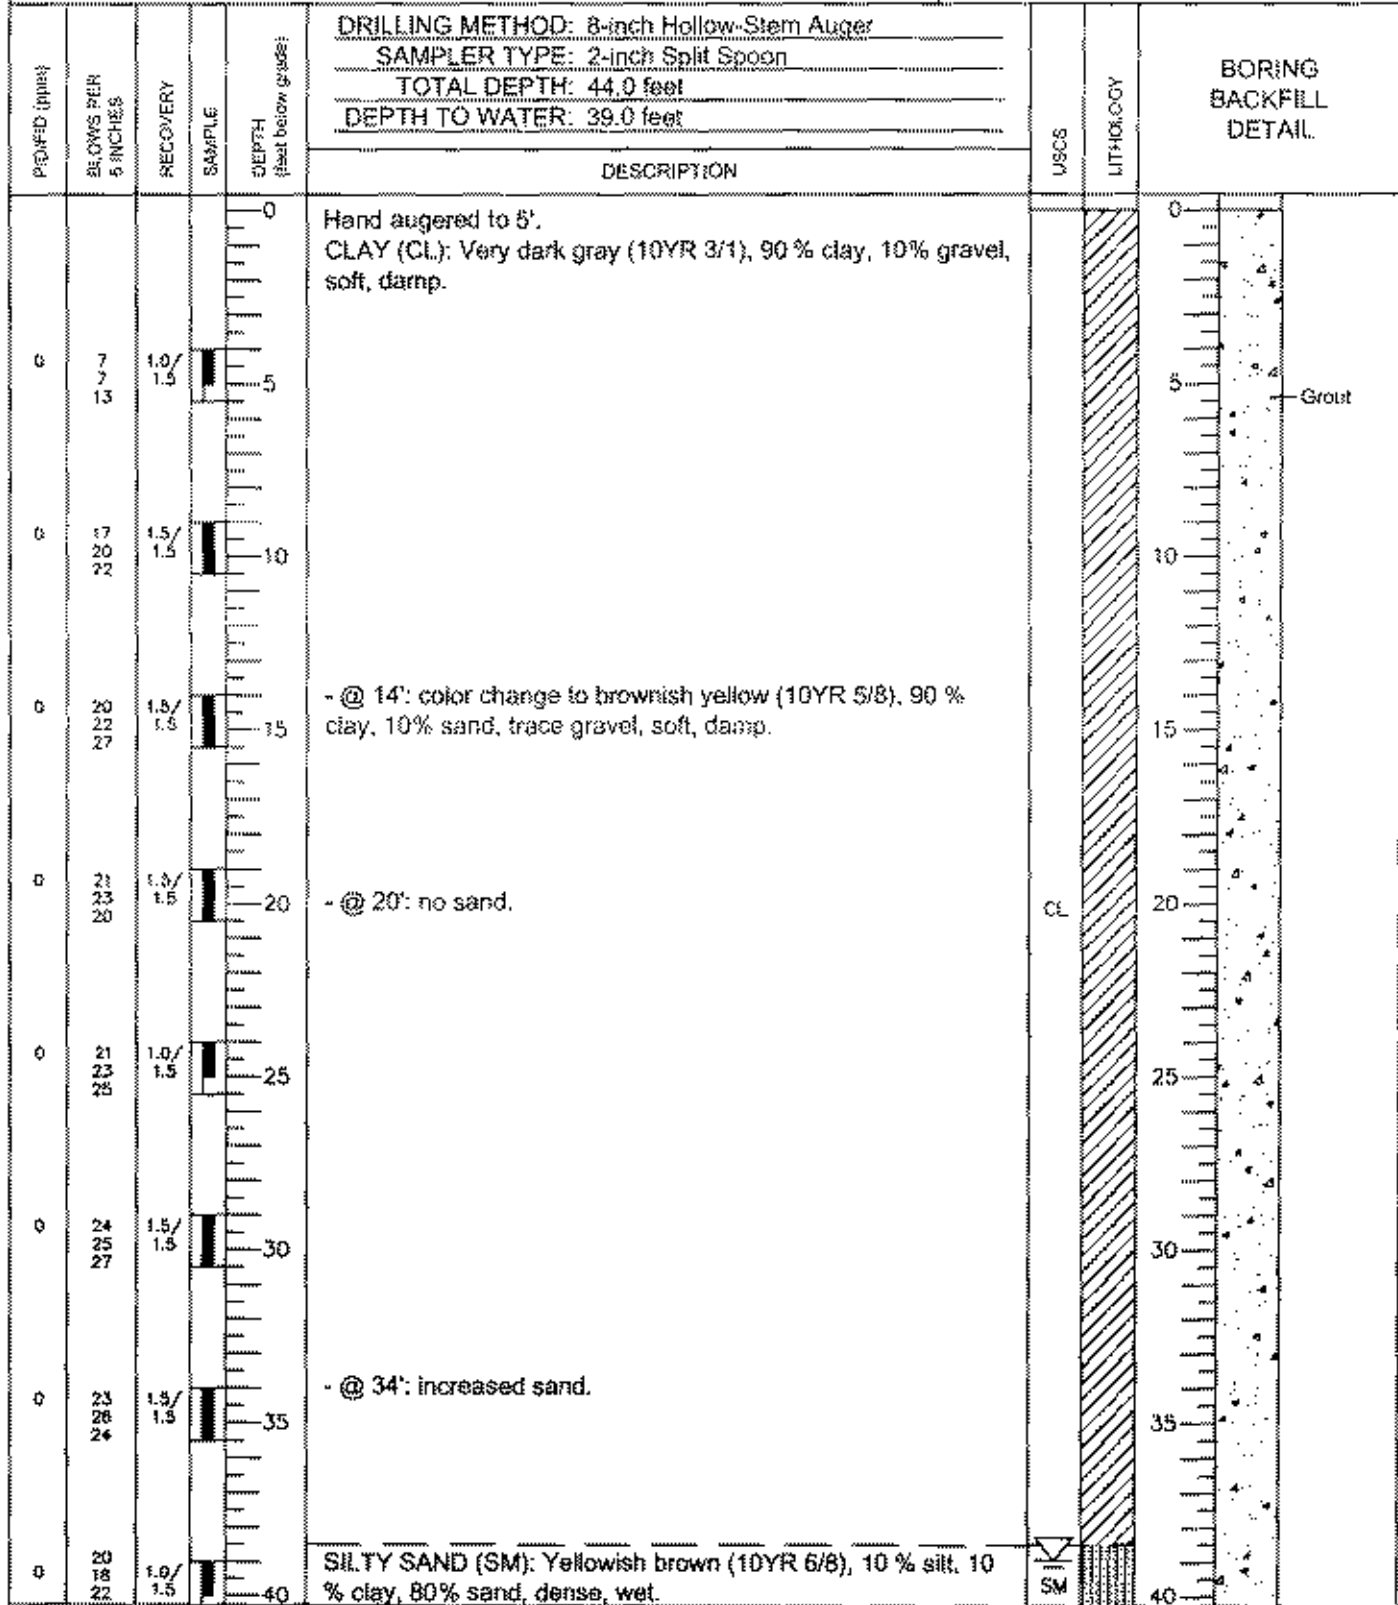 DRILLING METHOD: 8-inch Hollow-Stem Auger
SAMPLER TYPE: 2-inch Split Spoon
TOTAL DEPTH: 44.0 feet
DEPTH TO WATER: 39.0 feet
PID/FID (ppm)
BLOWS PER
6 INCHES
RECOVERY
SAMPLE
DEPTH
(feet below grade)
DESCRIPTION
USCS
LITHOLOGY
BORING
BACKFILL
DETAIL
0
Hand augered to 5'.
CLAY (CL): Very dark gray (10YR 3/1), 90 % clay, 10% gravel,
soft, damp.
0
0
7
7
13
1.0/
1.5
5
5
Grout
0
17
20
22
1.5/
1.5
10
10
0
20
22
27
1.5/
1.5
15
- @ 14': color change to brownish yellow (10YR 5/8), 90 %
clay, 10% sand, trace gravel, soft, damp.
15
0
21
23
20
1.5/
1.5
20
- @ 20': no sand.
CL
20
0
21
23
25
1.0/
1.5
25
25
0
24
25
27
1.5/
1.5
30
30
0
23
26
24
1.5/
1.5
35
- @ 34': increased sand.
35
0
20
18
22
1.0/
1.5
40
SILTY SAND (SM): Yellowish brown (10YR 6/8), 10 % silt, 10
% clay, 80% sand, dense, wet.
SM
40